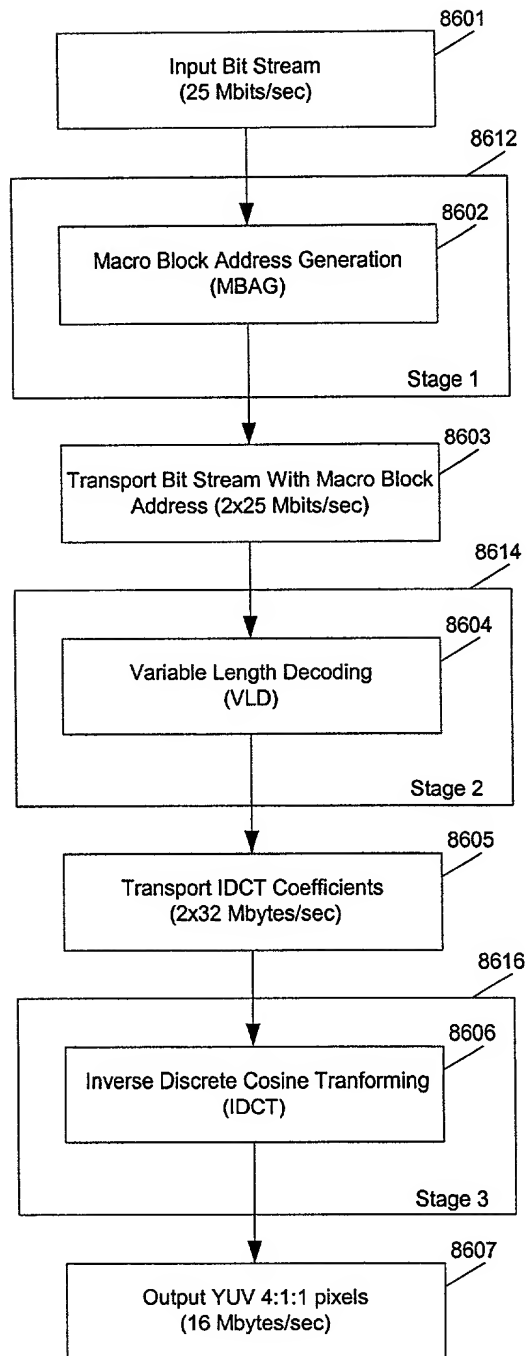 8601
Input Bit Stream
(25 Mbits/sec)
8612
8602
Macro Block Address Generation
(MBAG)
Stage 1
8603
Transport Bit Stream With Macro Block
Address (2x25 Mbits/sec)
8614
8604
Variable Length Decoding
(VLD)
Stage 2
8605
Transport IDCT Coefficients
(2x32 Mbytes/sec)
8616
8606
Inverse Discrete Cosine Tranforming
(IDCT)
Stage 3
8607
Output YUV 4:1:1 pixels
(16 Mbytes/sec)